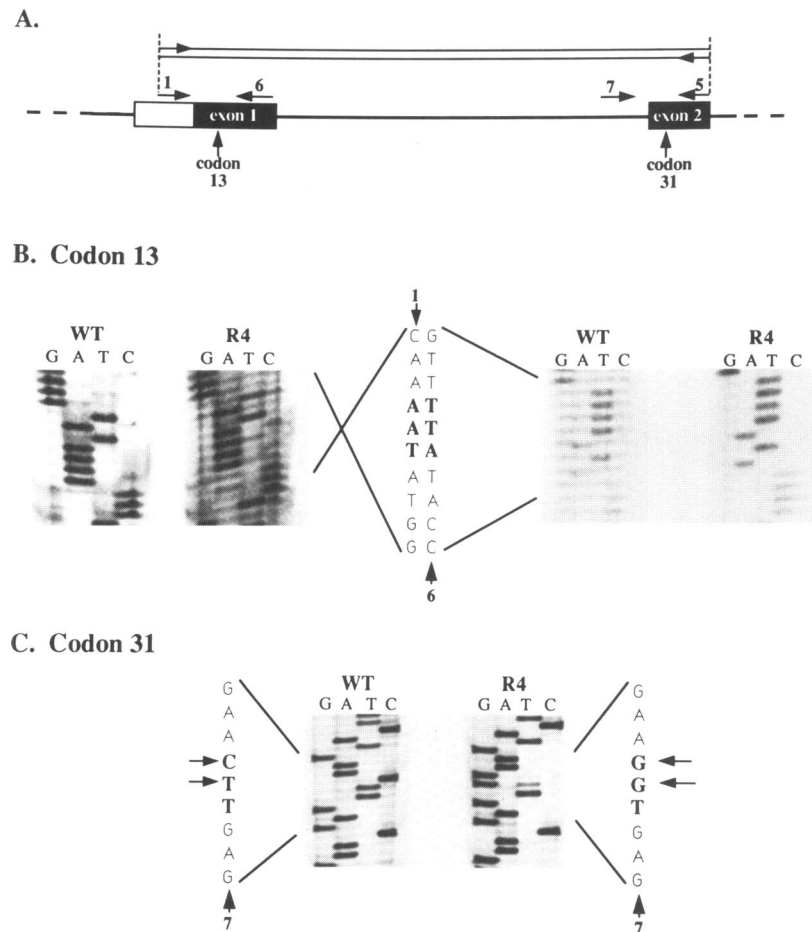 A.
1 6 7 5
exon 1 exon 2
codon codon
13 31
B. Codon 13
1
WT R4 C G WT R4
G A T C G A T C A T G A T C G A T C
A T
A T
A T
A T
T A
A T
T A
G C
G C
6
C. Codon 31
WT R4
G G A T C G A T C G
A A
A A
C G
T G
T T
G G
A A
G G
7 7